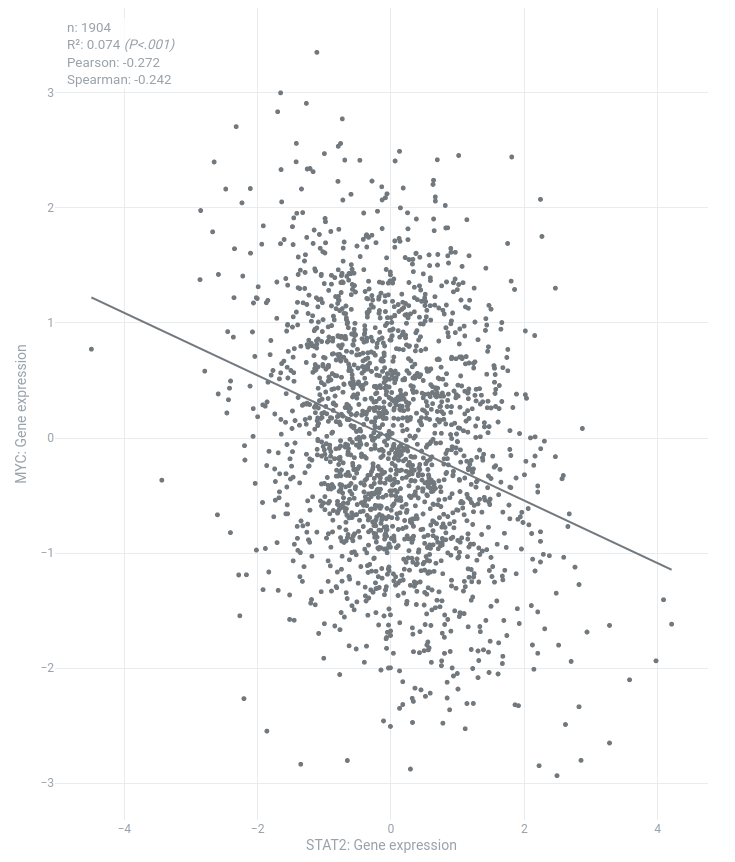 n: 1904
R²: 0.074 (P<.001)
Pearson: -0.272
Spearman: -0.242
3
2
1
0
−1
−2
−3
MYC: Gene expression
−4
−2
0
2
4
STAT2: Gene expression